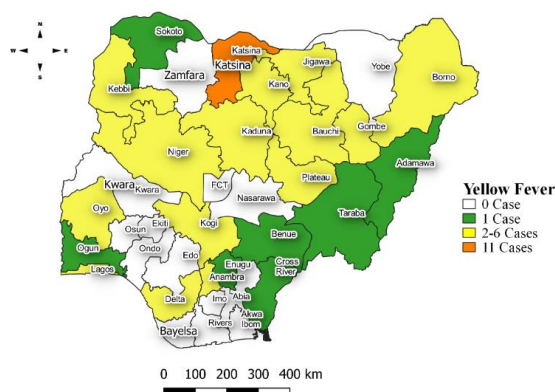 N
W E
S
Sokoto
Katsina
Katsina
Zamfara
Jigawa
Yobe
Borno
Kebbi
Kano
Kaduna
Bauchi
Gombe
Niger
Adamawa
Plateau
Kwara
Kwara
FCT
Nasarawa
Taraba
Oyo
Ekiti
Kogi
Osun
Benue
Ogun
Ondo
Edo
Enugu
Cross
River
Lagos
Anambra
Delta
Imo
Abia
Akwa
Ibom
Bayelsa
Rivers
Yellow Fever
0 Case
1 Case
2-6 Cases
11 Cases
0 100 200 300 400 km